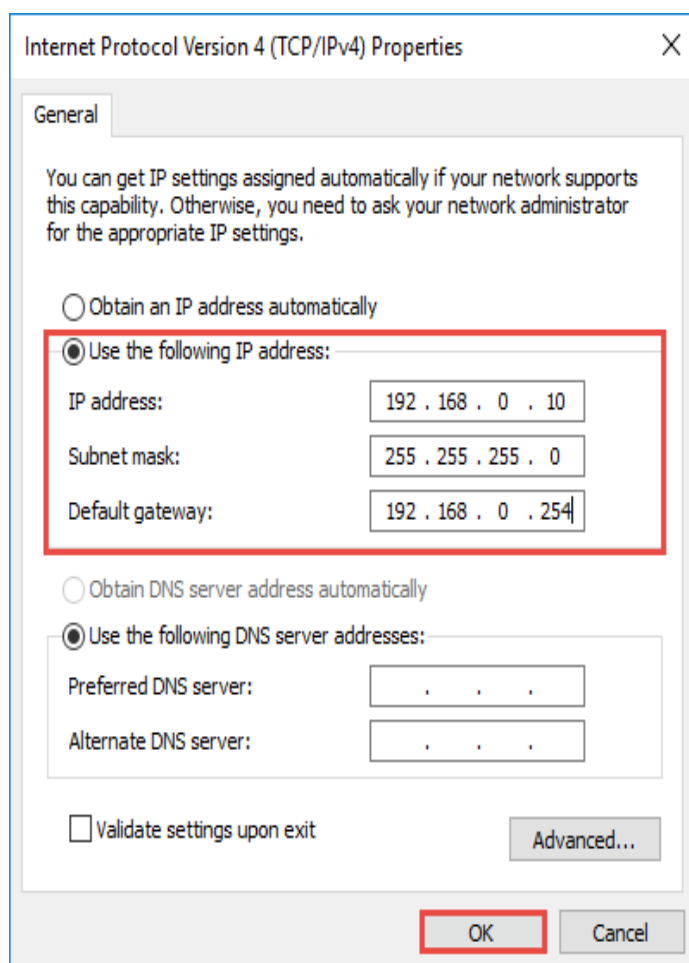 Internet Protocol Version 4 (TCP/IPv4) Properties
General
You can get IP settings assigned automatically if your network supports
this capability. Otherwise, you need to ask your network administrator
for the appropriate IP settings.
Obtain an IP address automatically
Use the following IP address:
IP address: 192 . 168 . 0 . 10
Subnet mask: 255 . 255 . 255 . 0
Default gateway: 192 . 168 . 0 . 254
Obtain DNS server address automatically
Use the following DNS server addresses:
Preferred DNS server: . . .
Alternate DNS server: . . .
Validate settings upon exit
Advanced...
OK Cancel